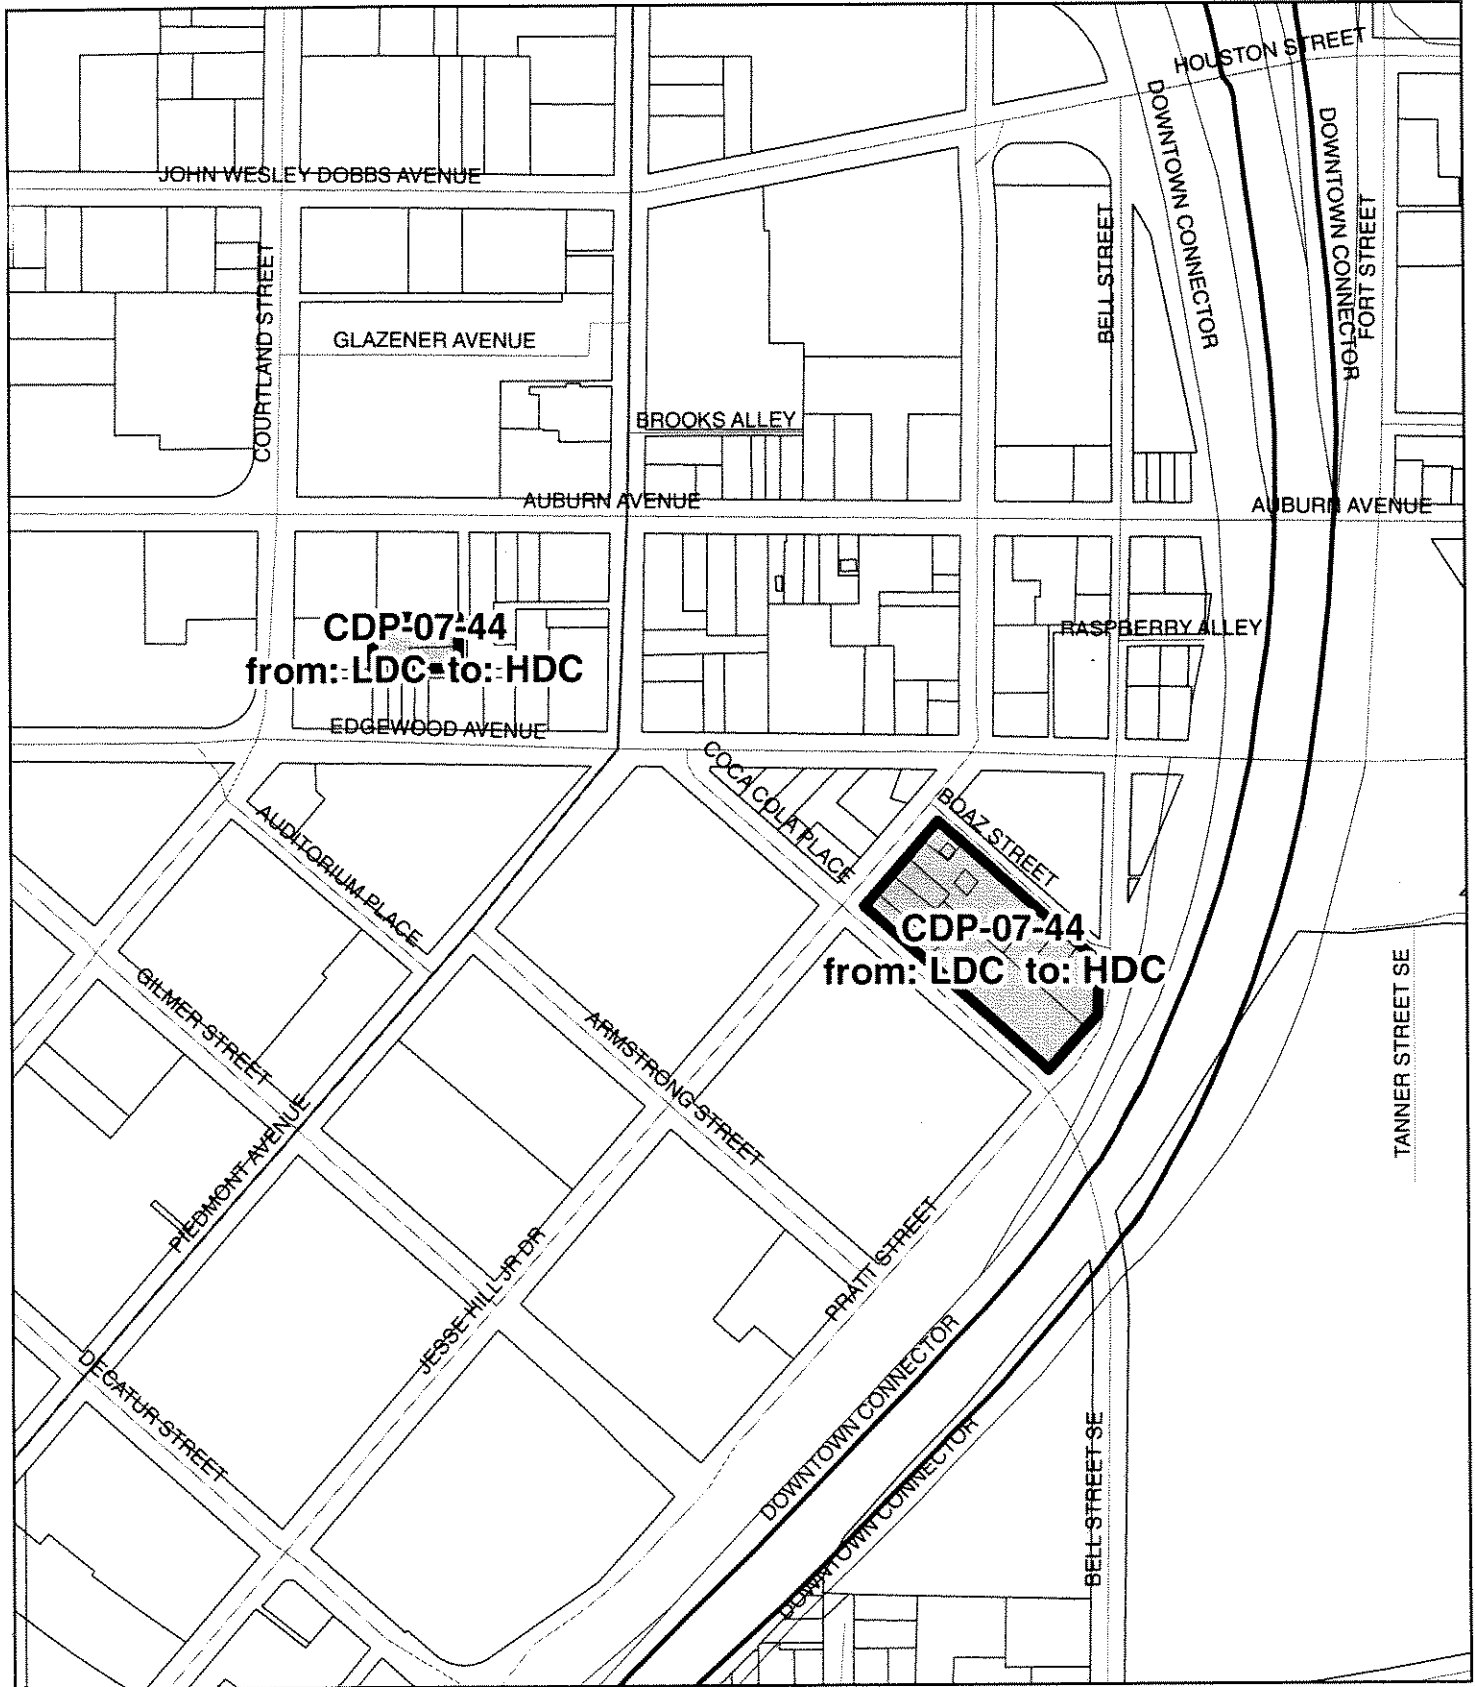 HOUSTON STREET
DOWNTOWN CONNECTOR
DOWNTOWN CONNECTOR
JOHN WESLEY DOBBS AVENUE
BELL STREET
FORT STREET
COURTLAND STREET
GLAZENER AVENUE
BROOKS ALLEY
AUBURN AVENUE
AUBURN AVENUE
CDP-07-44
from: LDC to: HDC
RASPBERRY ALLEY
EDGEWOOD AVENUE
COCA COLA PLACE
BOAZ STREET
AUDITORIUM PLACE
CDP-07-44
from: LDC to: HDC
GILMER STREET
ARMSTRONG STREET
TANNER STREET SE
PIEDMONT AVENUE
JESSE HILL JR DR
PRATT STREET
DECATUR STREET
DOWNTOWN CONNECTOR
DOWNTOWN CONNECTOR
BELL STREET SE